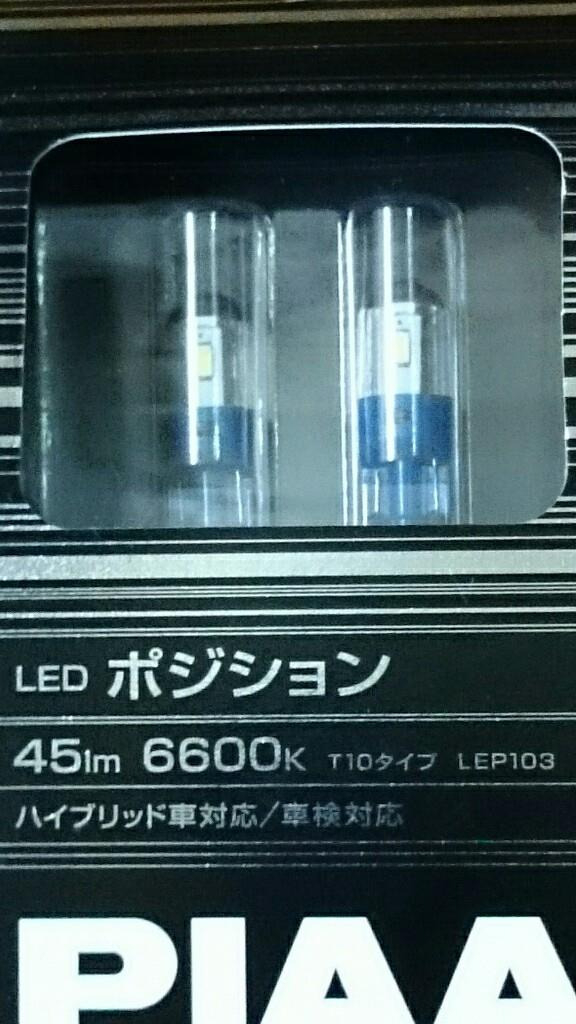 LED ポジション
45lm 6600K T10タイプ LEP103
ハイブリッド車対応/車検対応
PIAA